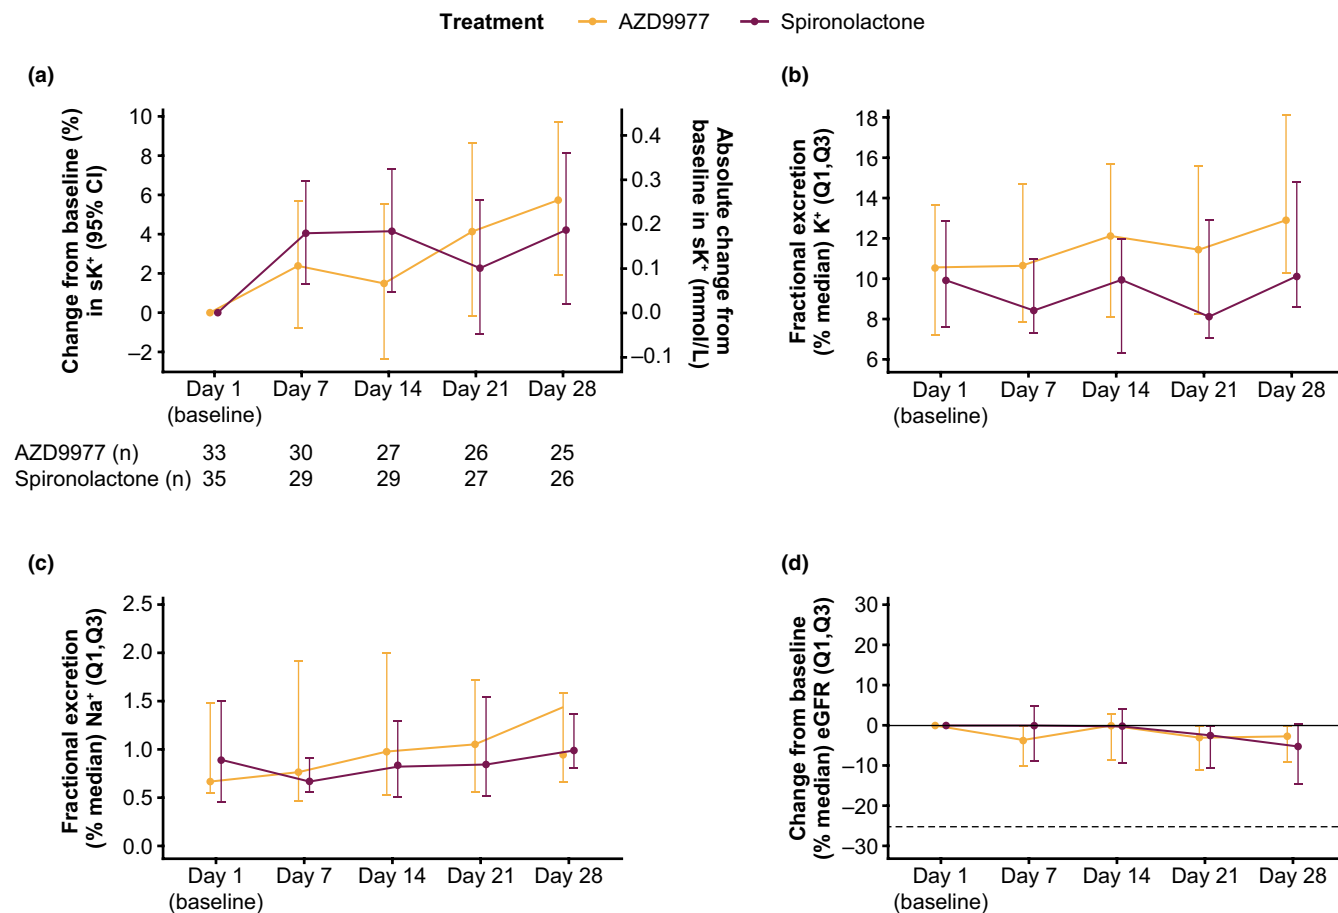 Treatment AZD9977 Spironolactone
(a)
Change from baseline (%)
in sK⁺ (95% CI)
10
8
6
4
2
0
–2
0.4
0.3
0.2
0.1
0.0
–0.1
Absolute change from
baseline in sK⁺ (mmol/L)
Day 1 Day 7 Day 14 Day 21 Day 28
(baseline)
AZD9977 (n) 33 30 27 26 25
Spironolactone (n) 35 29 29 27 26
(b)
Fractional excretion
(% median) K⁺ (Q1,Q3)
18
16
14
12
10
8
6
Day 1 Day 7 Day 14 Day 21 Day 28
(baseline)
(c)
Fractional excretion
(% median) Na⁺ (Q1,Q3)
2.5
2.0
1.5
1.0
0.5
0.0
Day 1 Day 7 Day 14 Day 21 Day 28
(baseline)
(d)
Change from baseline
(% median) eGFR (Q1,Q3)
30
20
10
0
–10
–20
–30
Day 1 Day 7 Day 14 Day 21 Day 28
(baseline)